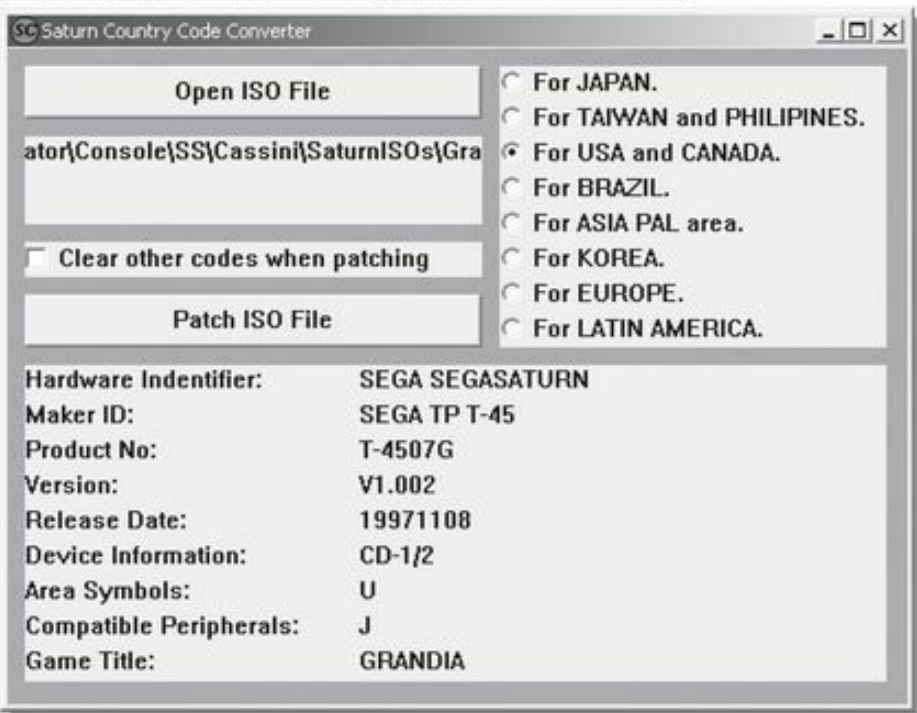 SC Saturn Country Code Converter
Open ISO File
ator\Console\SS\Cassini\SaturnISOs\Gra
Clear other codes when patching
Patch ISO File
For JAPAN.
For TAIWAN and PHILIPINES.
For USA and CANADA.
For BRAZIL.
For ASIA PAL area.
For KOREA.
For EUROPE.
For LATIN AMERICA.
Hardware Indentifier: SEGA SEGASATURN
Maker ID: SEGA TP T-45
Product No: T-4507G
Version: V1.002
Release Date: 19971108
Device Information: CD-1/2
Area Symbols: U
Compatible Peripherals: J
Game Title: GRANDIA